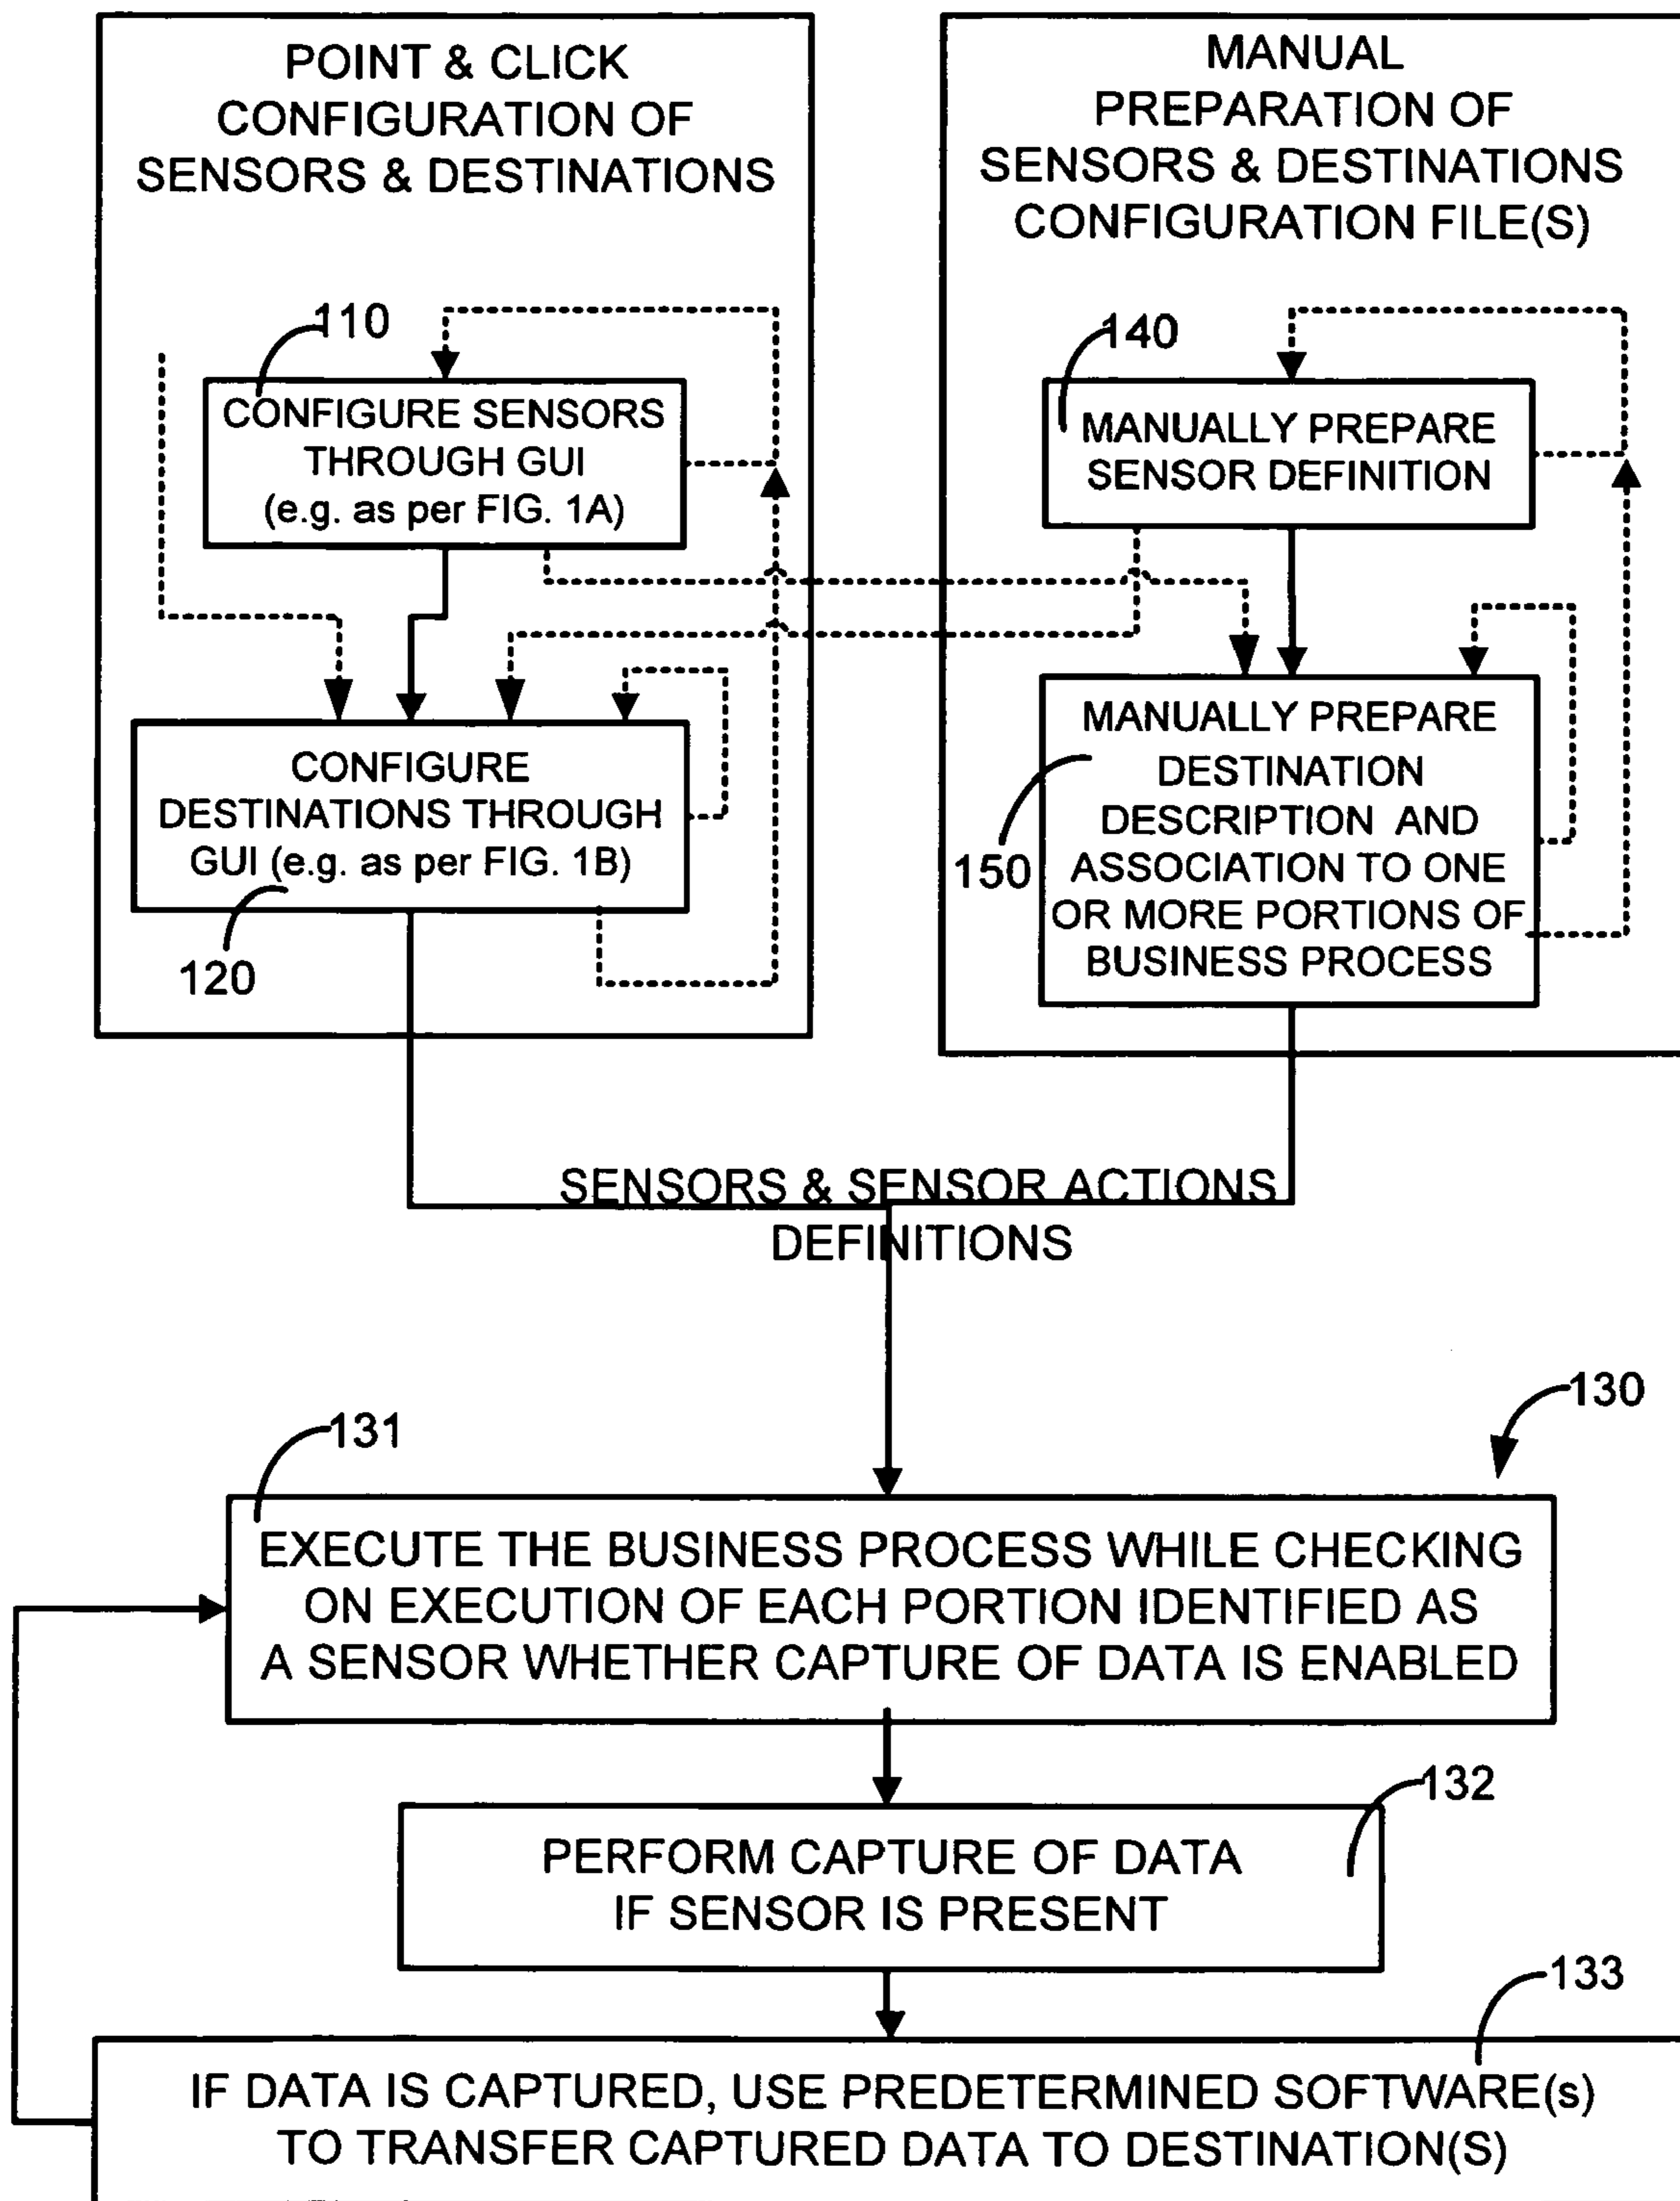 POINT & CLICK
CONFIGURATION OF
SENSORS & DESTINATIONS
110
CONFIGURE SENSORS
THROUGH GUI
(e.g. as per FIG. 1A)
CONFIGURE
DESTINATIONS THROUGH
GUI (e.g. as per FIG. 1B)
120
MANUAL
PREPARATION OF
SENSORS & DESTINATIONS
CONFIGURATION FILE(S)
140
MANUALLY PREPARE
SENSOR DEFINITION
MANUALLY PREPARE
DESTINATION
DESCRIPTION AND
ASSOCIATION TO ONE
OR MORE PORTIONS OF
BUSINESS PROCESS
150
SENSORS & SENSOR ACTIONS
DEFINITIONS
130
131
EXECUTE THE BUSINESS PROCESS WHILE CHECKING
ON EXECUTION OF EACH PORTION IDENTIFIED AS
A SENSOR WHETHER CAPTURE OF DATA IS ENABLED
132
PERFORM CAPTURE OF DATA
IF SENSOR IS PRESENT
133
IF DATA IS CAPTURED, USE PREDETERMINED SOFTWARE(s)
TO TRANSFER CAPTURED DATA TO DESTINATION(S)